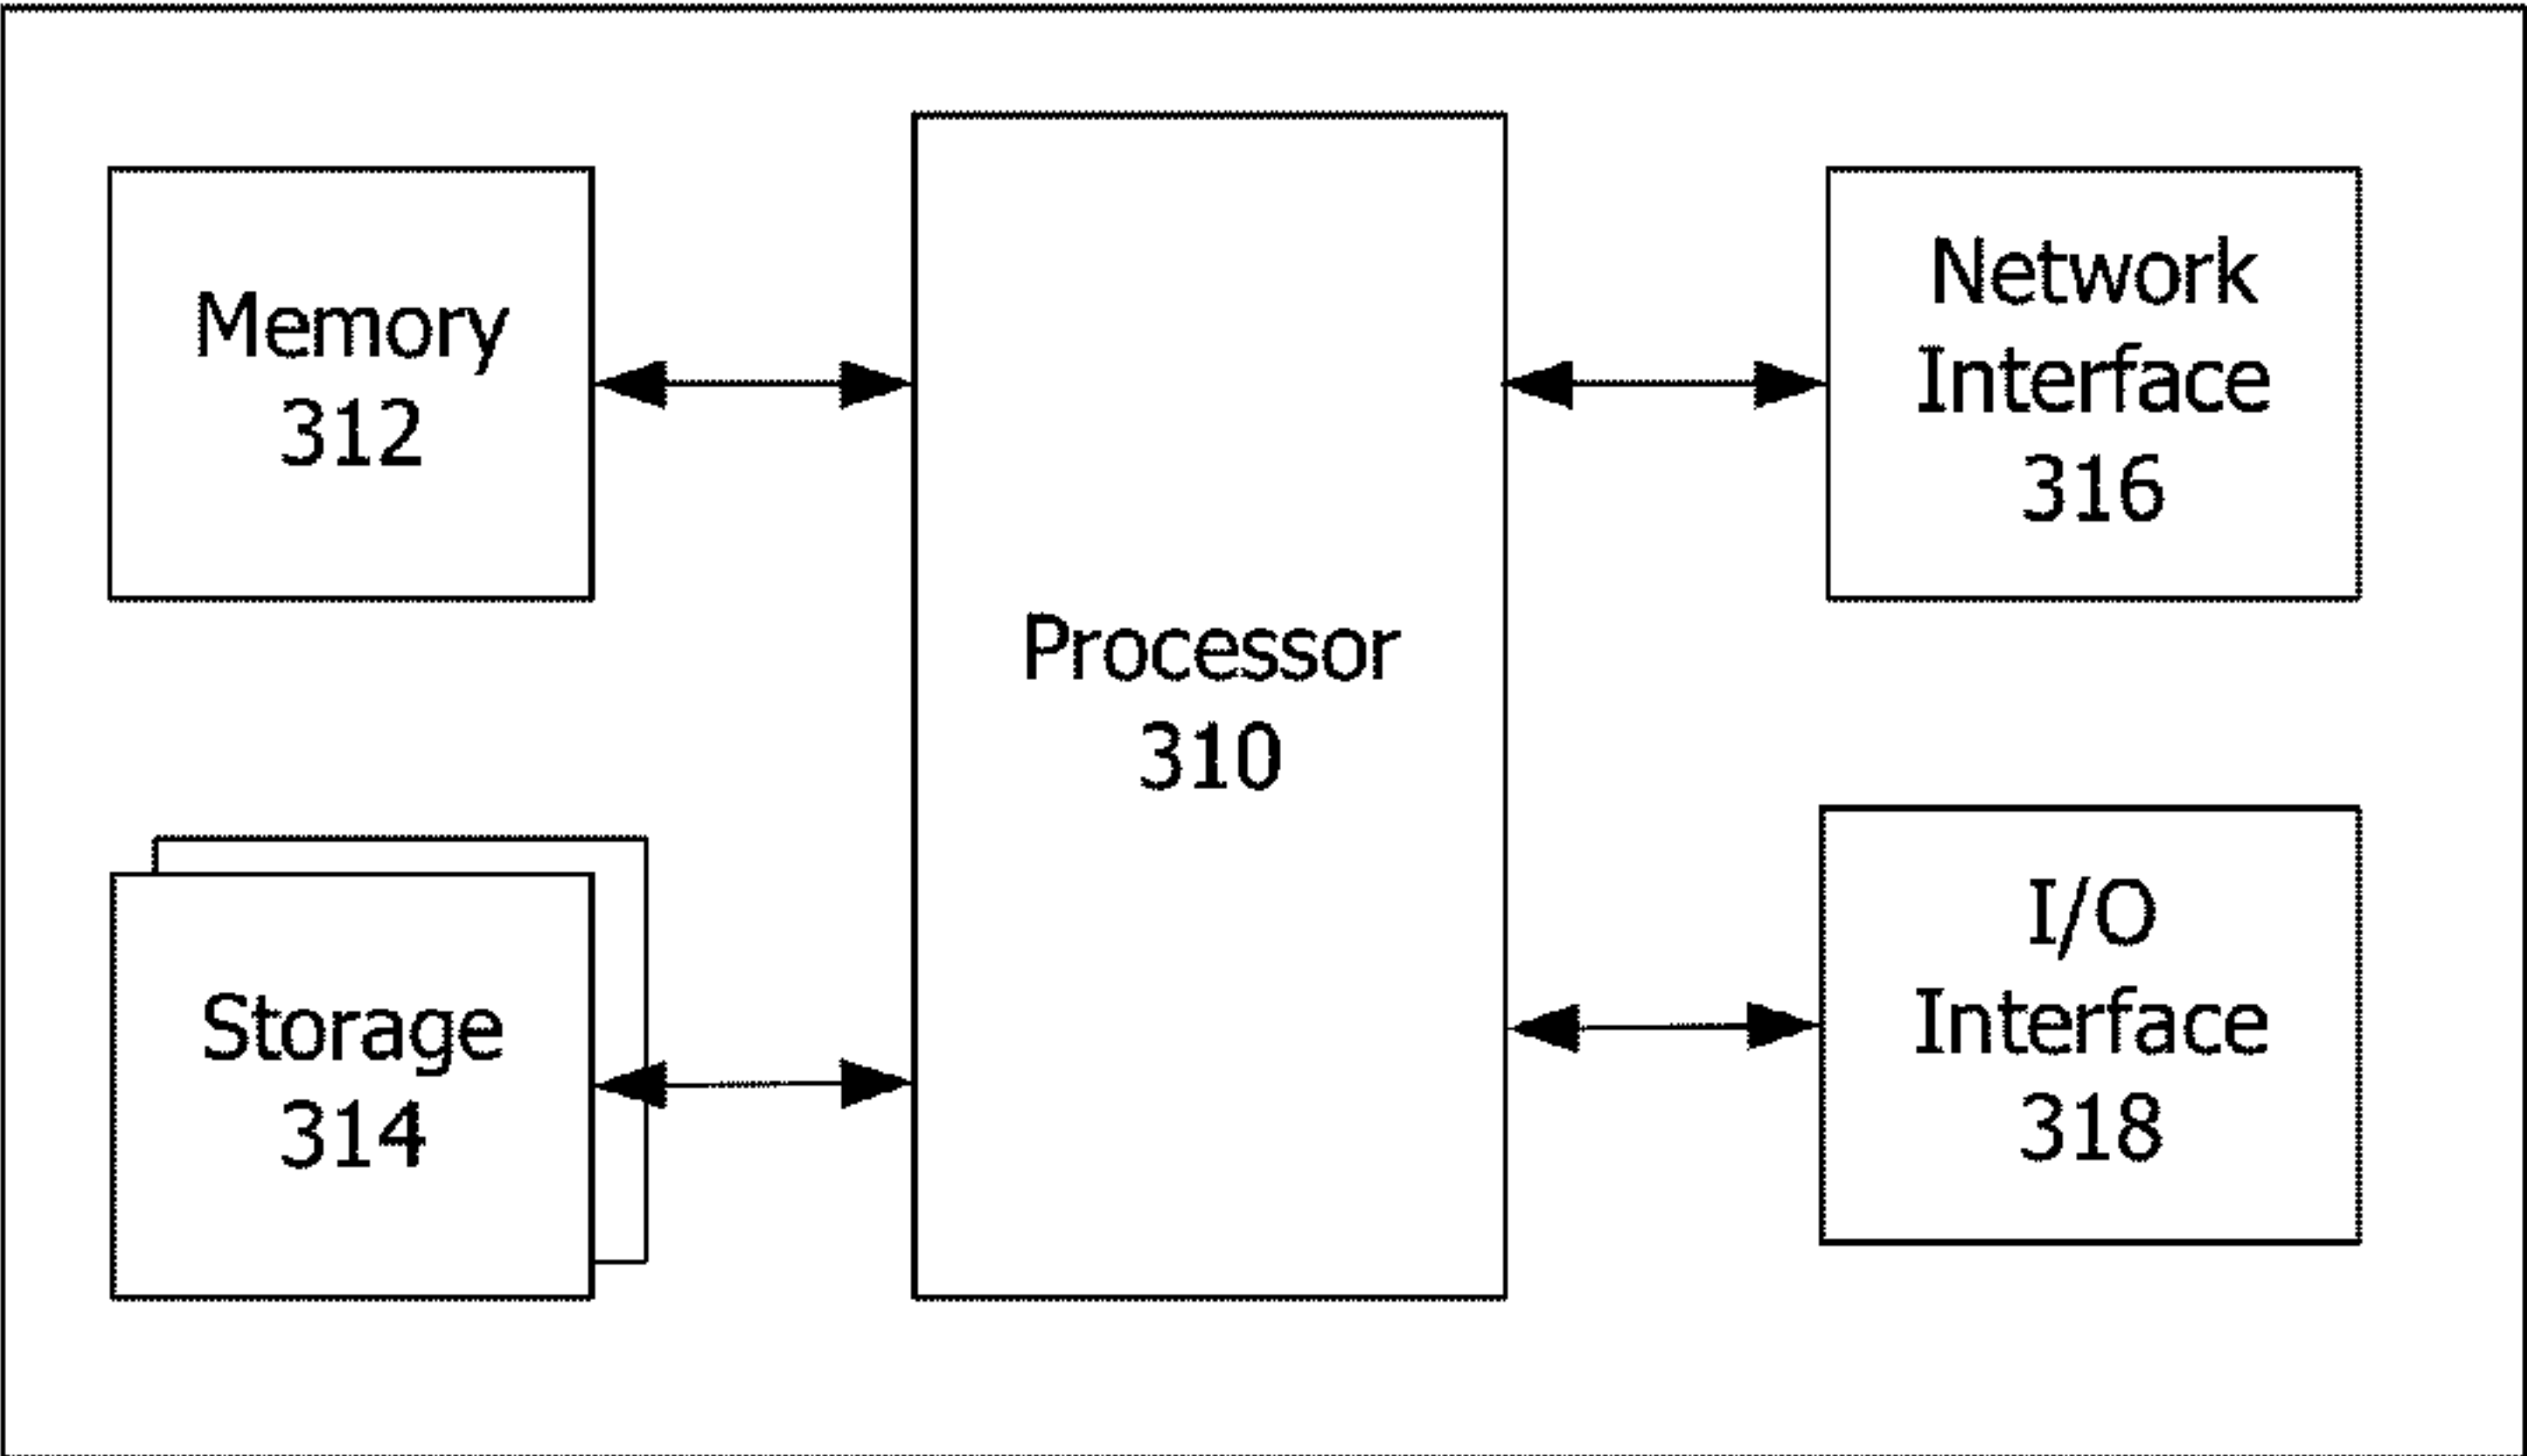 Memory
312
Storage
314
Processor
310
Network
Interface
316
I/O
Interface
318